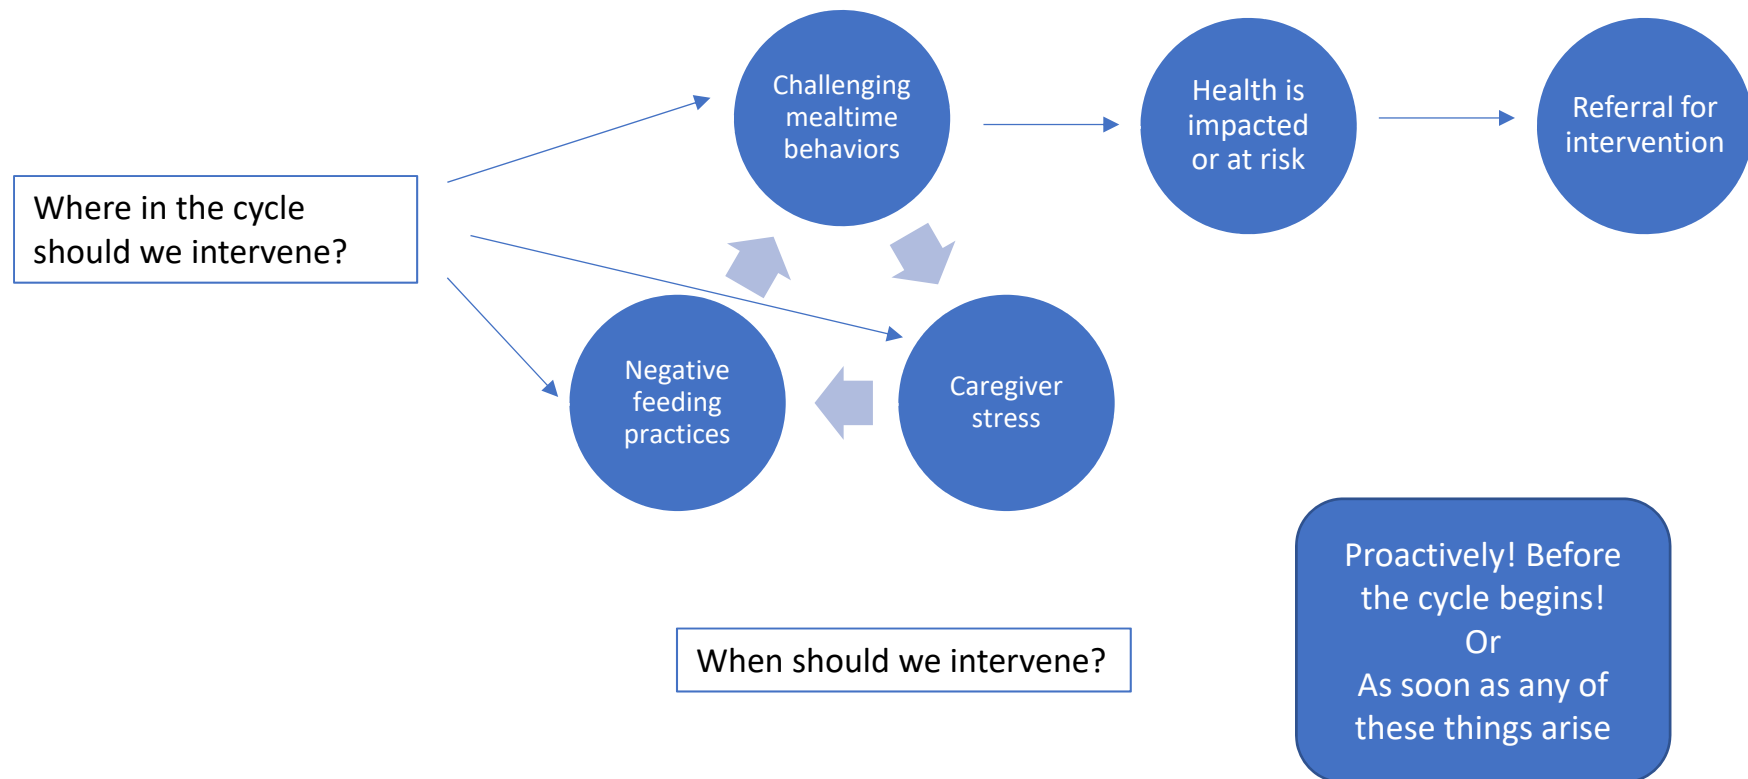 Challenging
mealtime
behaviors
Health is
impacted
or at risk
Referral for
intervention
Where in the cycle
should we intervene?
Negative
feeding
practices
Caregiver
stress
When should we intervene?
Proactively! Before
the cycle begins!
Or
As soon as any of
these things arise